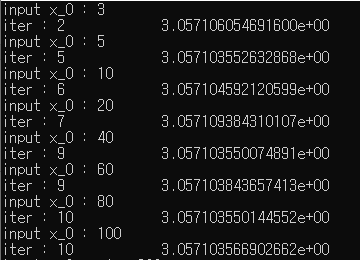 input x_0 : 3
iter : 2 3.057106054691600e+00
input x_0 : 5
iter : 5 3.057103552632868e+00
input x_0 : 10
iter : 6 3.057104592120599e+00
input x_0 : 20
iter : 7 3.057109384310107e+00
input x_0 : 40
iter : 9 3.057103550074891e+00
input x_0 : 60
iter : 9 3.057103843657413e+00
input x_0 : 80
iter : 10 3.057103550144552e+00
input x_0 : 100
iter : 10 3.057103566902662e+00